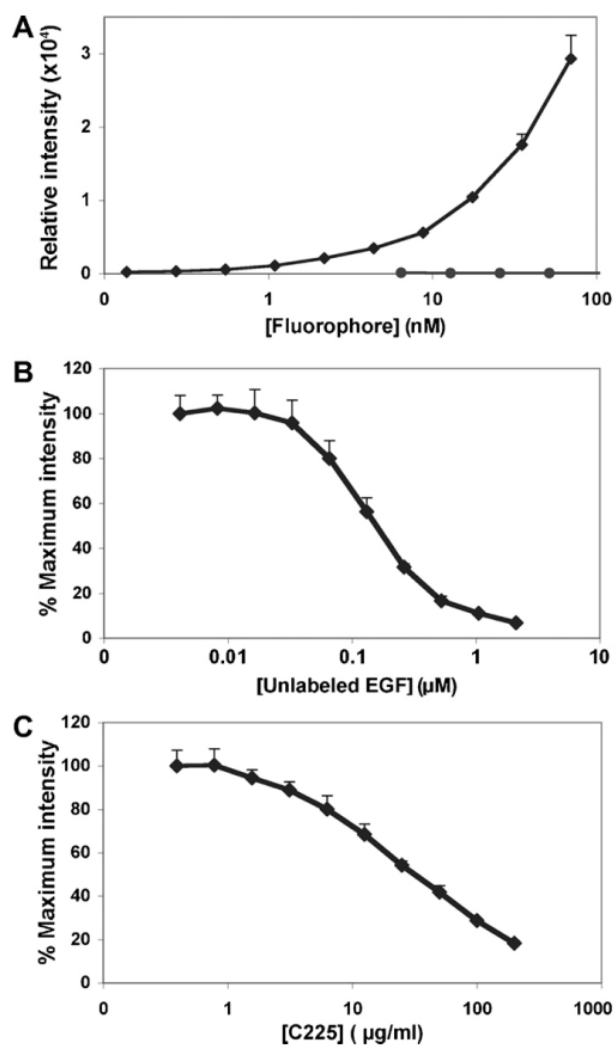 A
Relative intensity (x10⁴)
3
2
1
0
0 1 10 100
[Fluorophore] (nM)
B
% Maximum intensity
120
100
80
60
40
20
0
0 0.01 0.1 1 10
[Unlabeled EGF] (µM)
C
% Maximum intensity
120
100
80
60
40
20
0
0 1 10 100 1000
[C225] ( µg/ml)